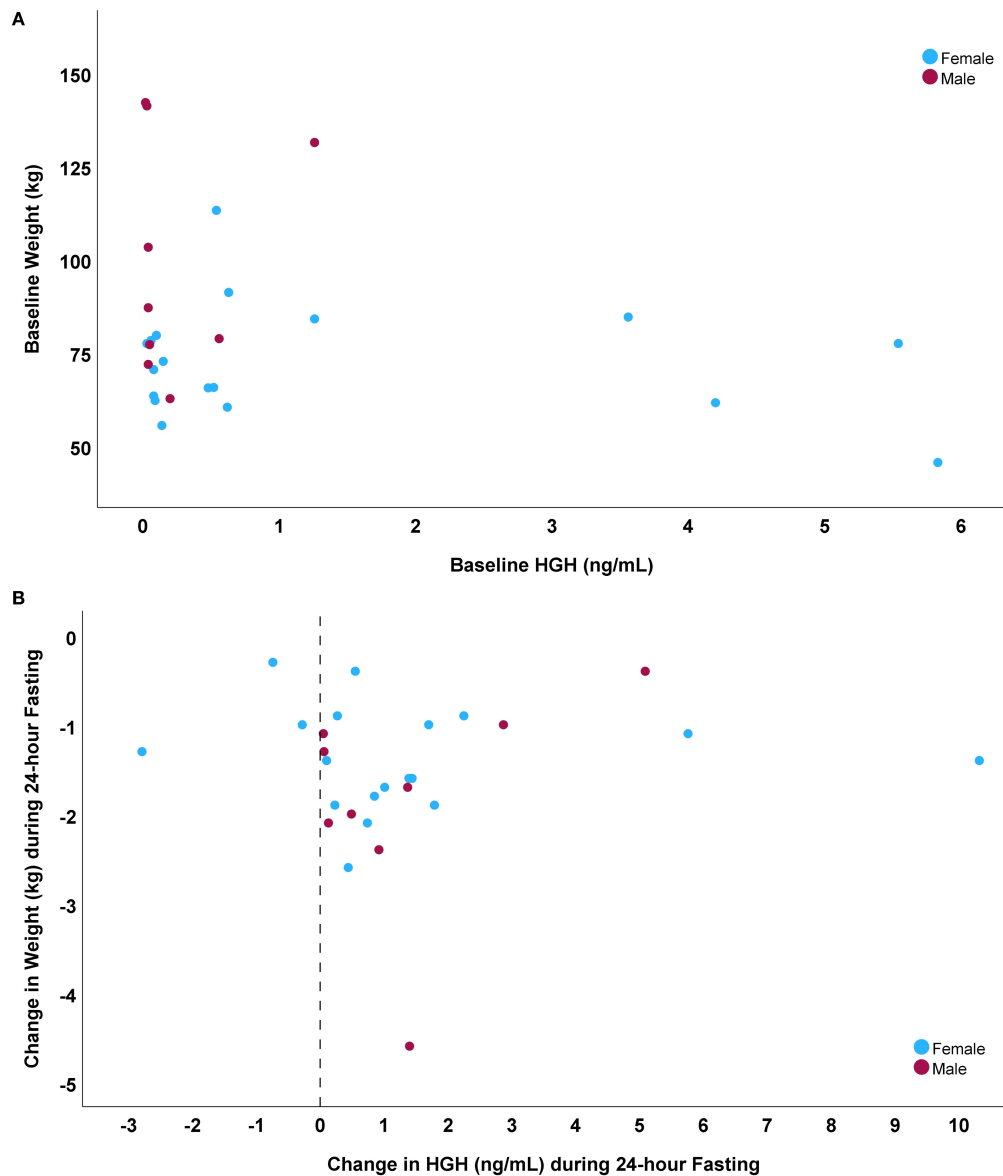 A
Female
Male
150
125
100
75
50
Baseline Weight (kg)
0 1 2 3 4 5 6
Baseline HGH (ng/mL)
B
0
-1
-2
-3
-4
-5
Change in Weight (kg) during 24-hour Fasting
Female
Male
-3 -2 -1 0 1 2 3 4 5 6 7 8 9 10
Change in HGH (ng/mL) during 24-hour Fasting